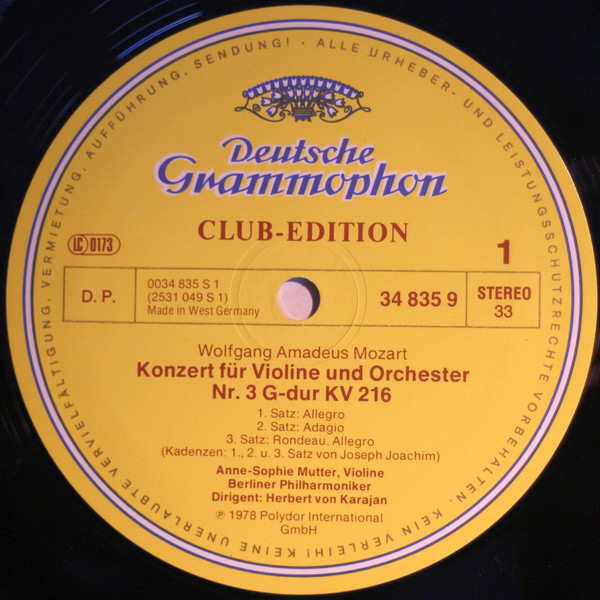 ALLE URHEBER- UND LEISTUNGSSCHUTZRECHTE VORBEHALTEN. KEIN VERLEIH! KEINE UNERLAUBTE VERVIELFÄLTIGUNG, VERMIETUNG, AUFFÜHRUNG, SENDUNG! ·
Deutsche
Grammophon
CLUB-EDITION
LC 0173
1
D. P.
0034 835 S 1
(2531 049 S 1)
Made in West Germany
34 835 9
STEREO
33
Wolfgang Amadeus Mozart
Konzert für Violine und Orchester
Nr. 3 G-dur KV 216
1. Satz: Allegro
2. Satz: Adagio
3. Satz: Rondeau. Allegro
(Kadenzen: 1., 2. u. 3. Satz von Joseph Joachim)
Anne-Sophie Mutter, Violine
Berliner Philharmoniker
Dirigent: Herbert von Karajan
℗ 1978 Polydor International
GmbH